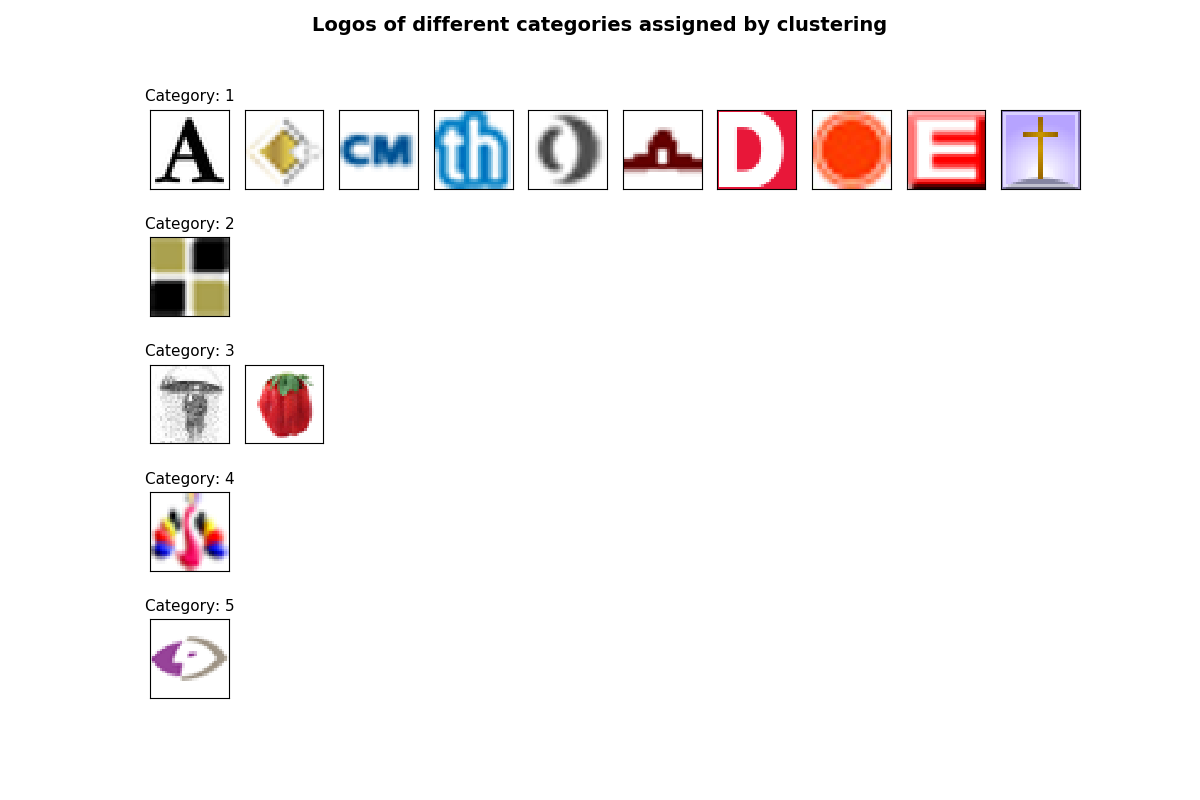 Logos of different categories assigned by clustering
Category: 1
A
CM
th
D
E
Category: 2
Category: 3
Category: 4
Category: 5